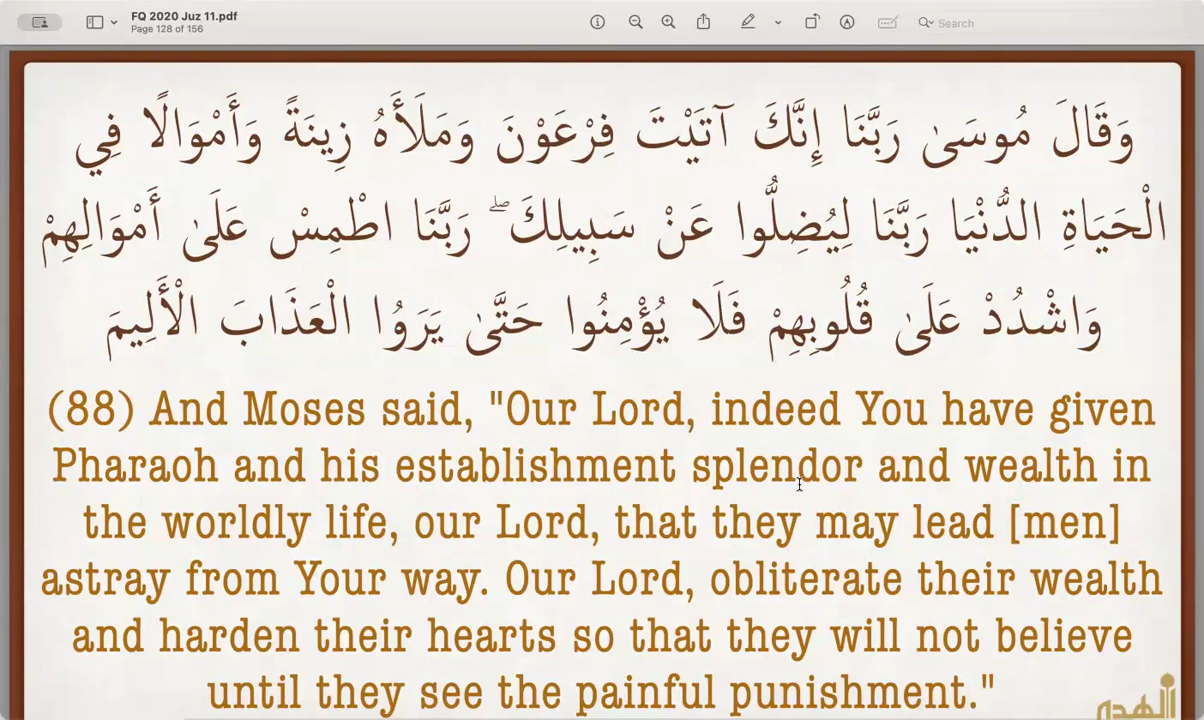 FQ 2020 Juz 11.pdf
Page 128 of 156
Search
وَقَالَ مُوسَىٰ رَبَّنَا إِنَّكَ آتَيْتَ فِرْعَوْنَ وَمَلَأَهُ زِينَةً وَأَمْوَالًا فِي
الْحَيَاةِ الدُّنْيَا رَبَّنَا لِيُضِلُّوا عَنْ سَبِيلِكَ ۖ رَبَّنَا اطْمِسْ عَلَىٰ أَمْوَالِهِمْ
وَاشْدُدْ عَلَىٰ قُلُوبِهِمْ فَلَا يُؤْمِنُوا حَتَّىٰ يَرَوُا الْعَذَابَ الْأَلِيمَ
(88) And Moses said, "Our Lord, indeed You have given
Pharaoh and his establishment splendor and wealth in
the worldly life, our Lord, that they may lead [men]
astray from Your way. Our Lord, obliterate their wealth
and harden their hearts so that they will not believe
until they see the painful punishment."
الهدى